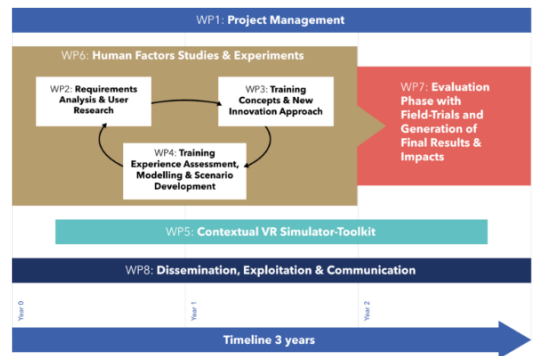 WP1: Project Management
WP6: Human Factors Studies & Experiments
WP2: Requirements
Analysis & User
Research
WP3: Training
Concepts & New
Innovation Approach
WP4: Training
Experience Assessment,
Modelling & Scenario
Development
WP7: Evaluation
Phase with
Field-Trials and
Generation of
Final Results &
Impacts
WP5: Contextual VR Simulator-Toolkit
WP8: Dissemination, Exploitation & Communication
Year 0
Year 1
Year 2
Timeline 3 years